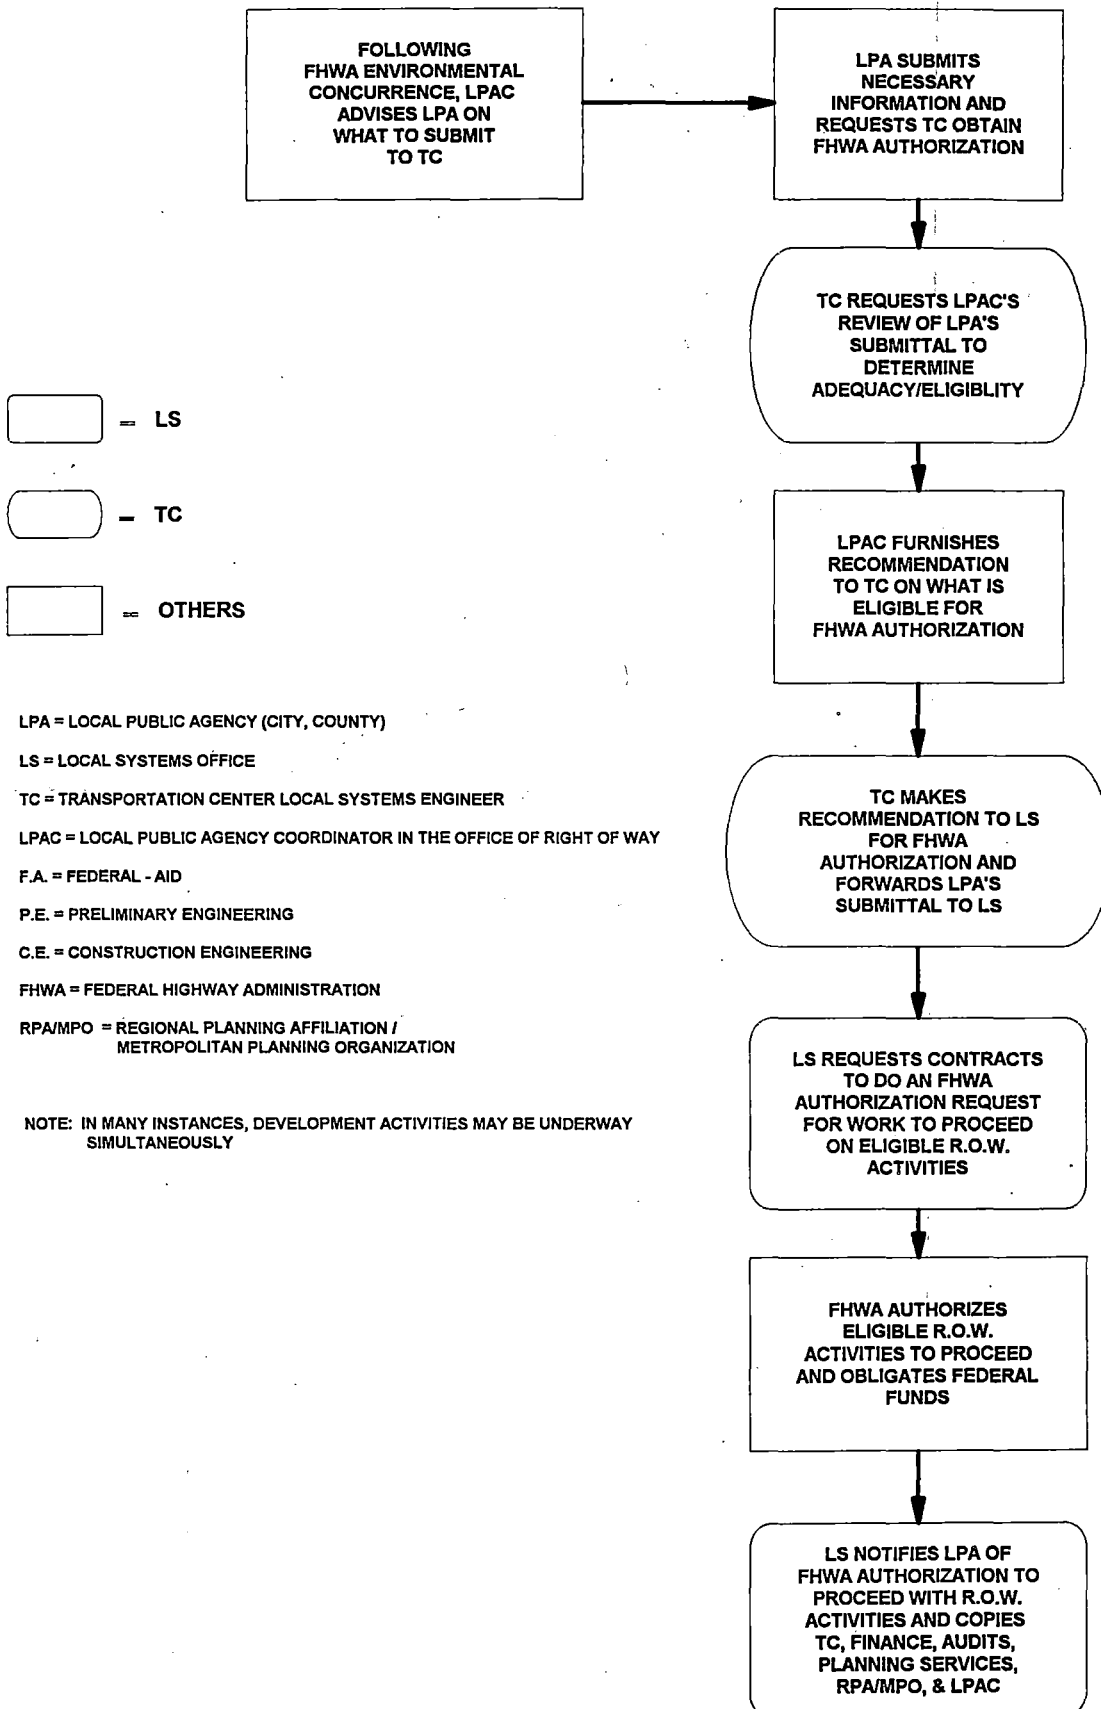 FOLLOWING
FHWA ENVIRONMENTAL
CONCURRENCE, LPAC
ADVISES LPA ON
WHAT TO SUBMIT
TO TC
LPA SUBMITS
NECESSARY
INFORMATION AND
REQUESTS TC OBTAIN
FHWA AUTHORIZATION
TC REQUESTS LPAC'S
REVIEW OF LPA'S
SUBMITTAL TO
DETERMINE
ADEQUACY/ELIGIBLITY
= LS
= TC
= OTHERS
LPAC FURNISHES
RECOMMENDATION
TO TC ON WHAT IS
ELIGIBLE FOR
FHWA AUTHORIZATION
LPA = LOCAL PUBLIC AGENCY (CITY, COUNTY)
LS = LOCAL SYSTEMS OFFICE
TC = TRANSPORTATION CENTER LOCAL SYSTEMS ENGINEER
LPAC = LOCAL PUBLIC AGENCY COORDINATOR IN THE OFFICE OF RIGHT OF WAY
F.A. = FEDERAL - AID
P.E. = PRELIMINARY ENGINEERING
C.E. = CONSTRUCTION ENGINEERING
FHWA = FEDERAL HIGHWAY ADMINISTRATION
RPA/MPO = REGIONAL PLANNING AFFILIATION /
METROPOLITAN PLANNING ORGANIZATION
NOTE: IN MANY INSTANCES, DEVELOPMENT ACTIVITIES MAY BE UNDERWAY
SIMULTANEOUSLY
TC MAKES
RECOMMENDATION TO LS
FOR FHWA
AUTHORIZATION AND
FORWARDS LPA'S
SUBMITTAL TO LS
LS REQUESTS CONTRACTS
TO DO AN FHWA
AUTHORIZATION REQUEST
FOR WORK TO PROCEED
ON ELIGIBLE R.O.W.
ACTIVITIES
FHWA AUTHORIZES
ELIGIBLE R.O.W.
ACTIVITIES TO PROCEED
AND OBLIGATES FEDERAL
FUNDS
LS NOTIFIES LPA OF
FHWA AUTHORIZATION TO
PROCEED WITH R.O.W.
ACTIVITIES AND COPIES
TC, FINANCE, AUDITS,
PLANNING SERVICES,
RPA/MPO, & LPAC